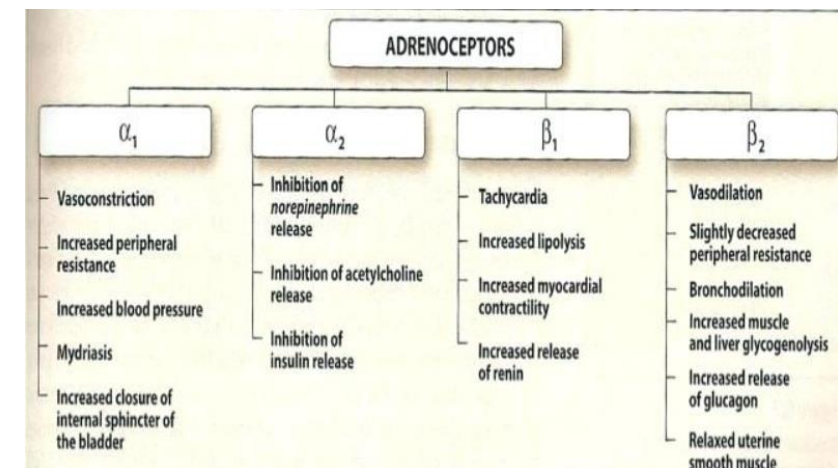 ADRENOCEPTORS
α1
Vasoconstriction
Increased peripheral
resistance
Increased blood pressure
Mydriasis
Increased closure of
internal sphincter of
the bladder
α2
Inhibition of
norepinephrine
release
Inhibition of acetylcholine
release
Inhibition of
insulin release
β1
Tachycardia
Increased lipolysis
Increased myocardial
contractility
Increased release
of renin
β2
Vasodilation
Slightly decreased
peripheral resistance
Bronchodilation
Increased muscle
and liver glycogenolysis
Increased release
of glucagon
Relaxed uterine
smooth muscle